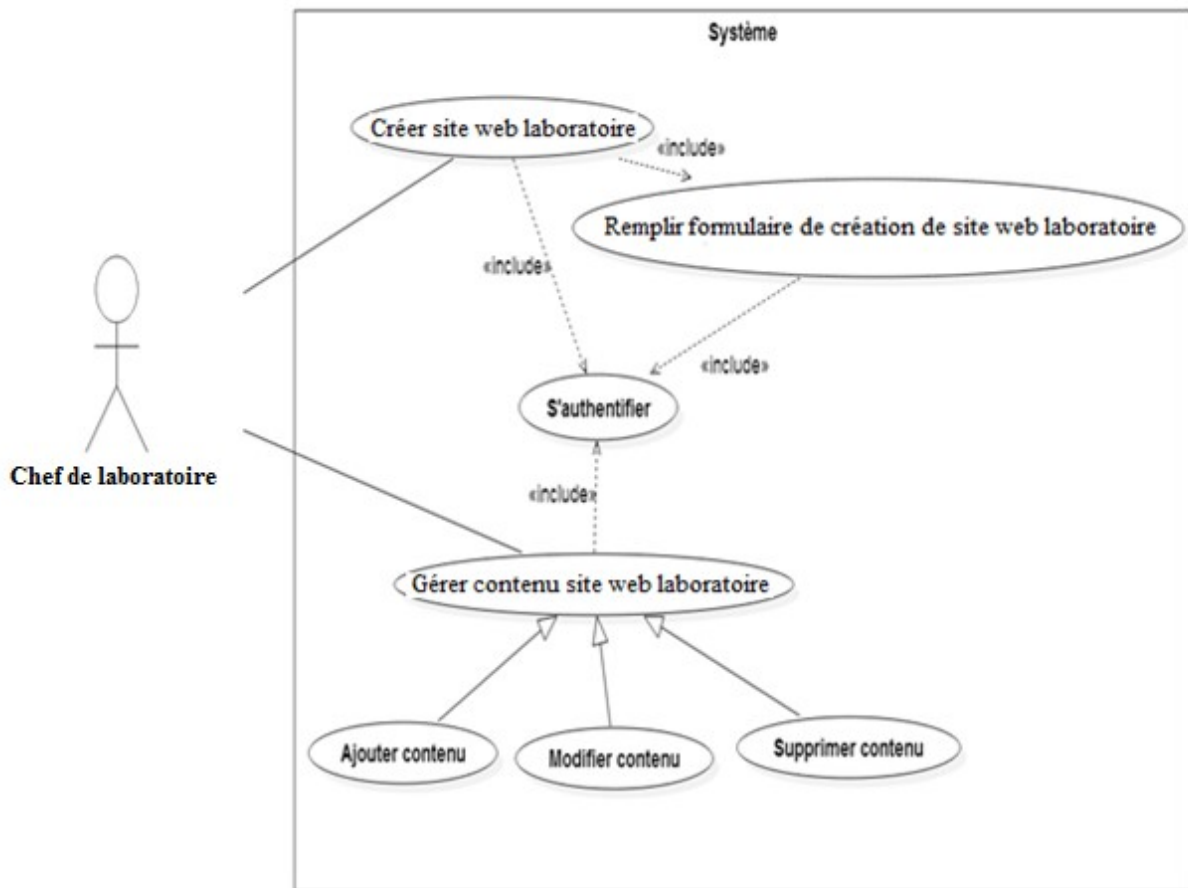 Système
Créer site web laboratoire
«include»
Remplir formulaire de création de site web laboratoire
«include»
«include»
S'authentifier
Chef de laboratoire
«include»
Gérer contenu site web laboratoire
Ajouter contenu
Modifier contenu
Supprimer contenu